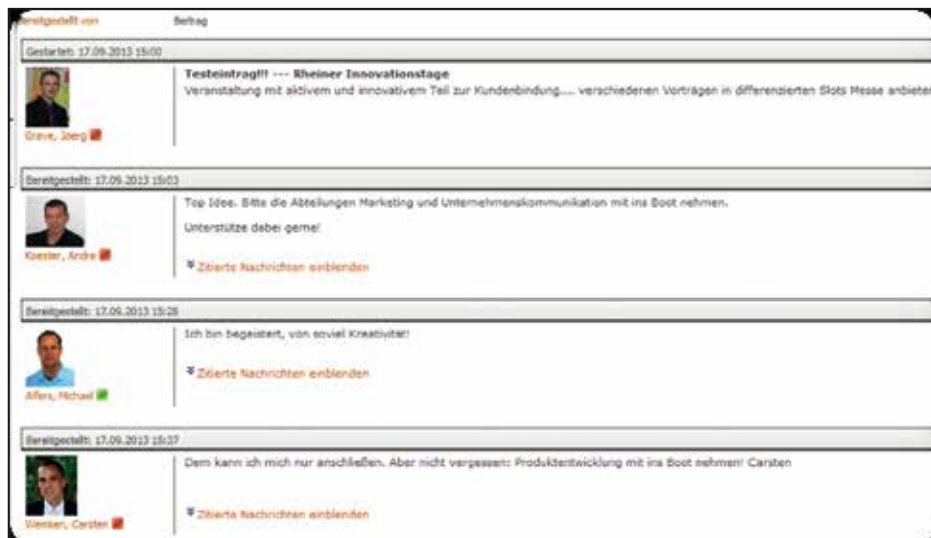 Bereitgestellt von Beitrag
Gestartet: 17.09.2013 15:00
Testeintrag!!! --- Rheiner Innovationstage
Veranstaltung mit aktivem und innovativem Teil zur Kundenbindung.... verschiedenen Vorträgen in differenzierten Slots Messe anbieter
Grave, Joerg
Bereitgestellt: 17.09.2013 15:03
Top Idee. Bitte die Abteilungen Marketing und Unternehmenskommunikation mit ins Boot nehmen.
Unterstütze dabei gerne!
Koester, Andre
Zitierte Nachrichten einblenden
Bereitgestellt: 17.09.2013 15:28
Ich bin begeistert, von soviel Kreativität!
Zitierte Nachrichten einblenden
Alfers, Michael
Bereitgestellt: 17.09.2013 15:37
Dem kann ich mich nur anschließen. Aber nicht vergessen: Produktentwicklung mit ins Boot nehmen! Carsten
Zitierte Nachrichten einblenden
Wemken, Carsten